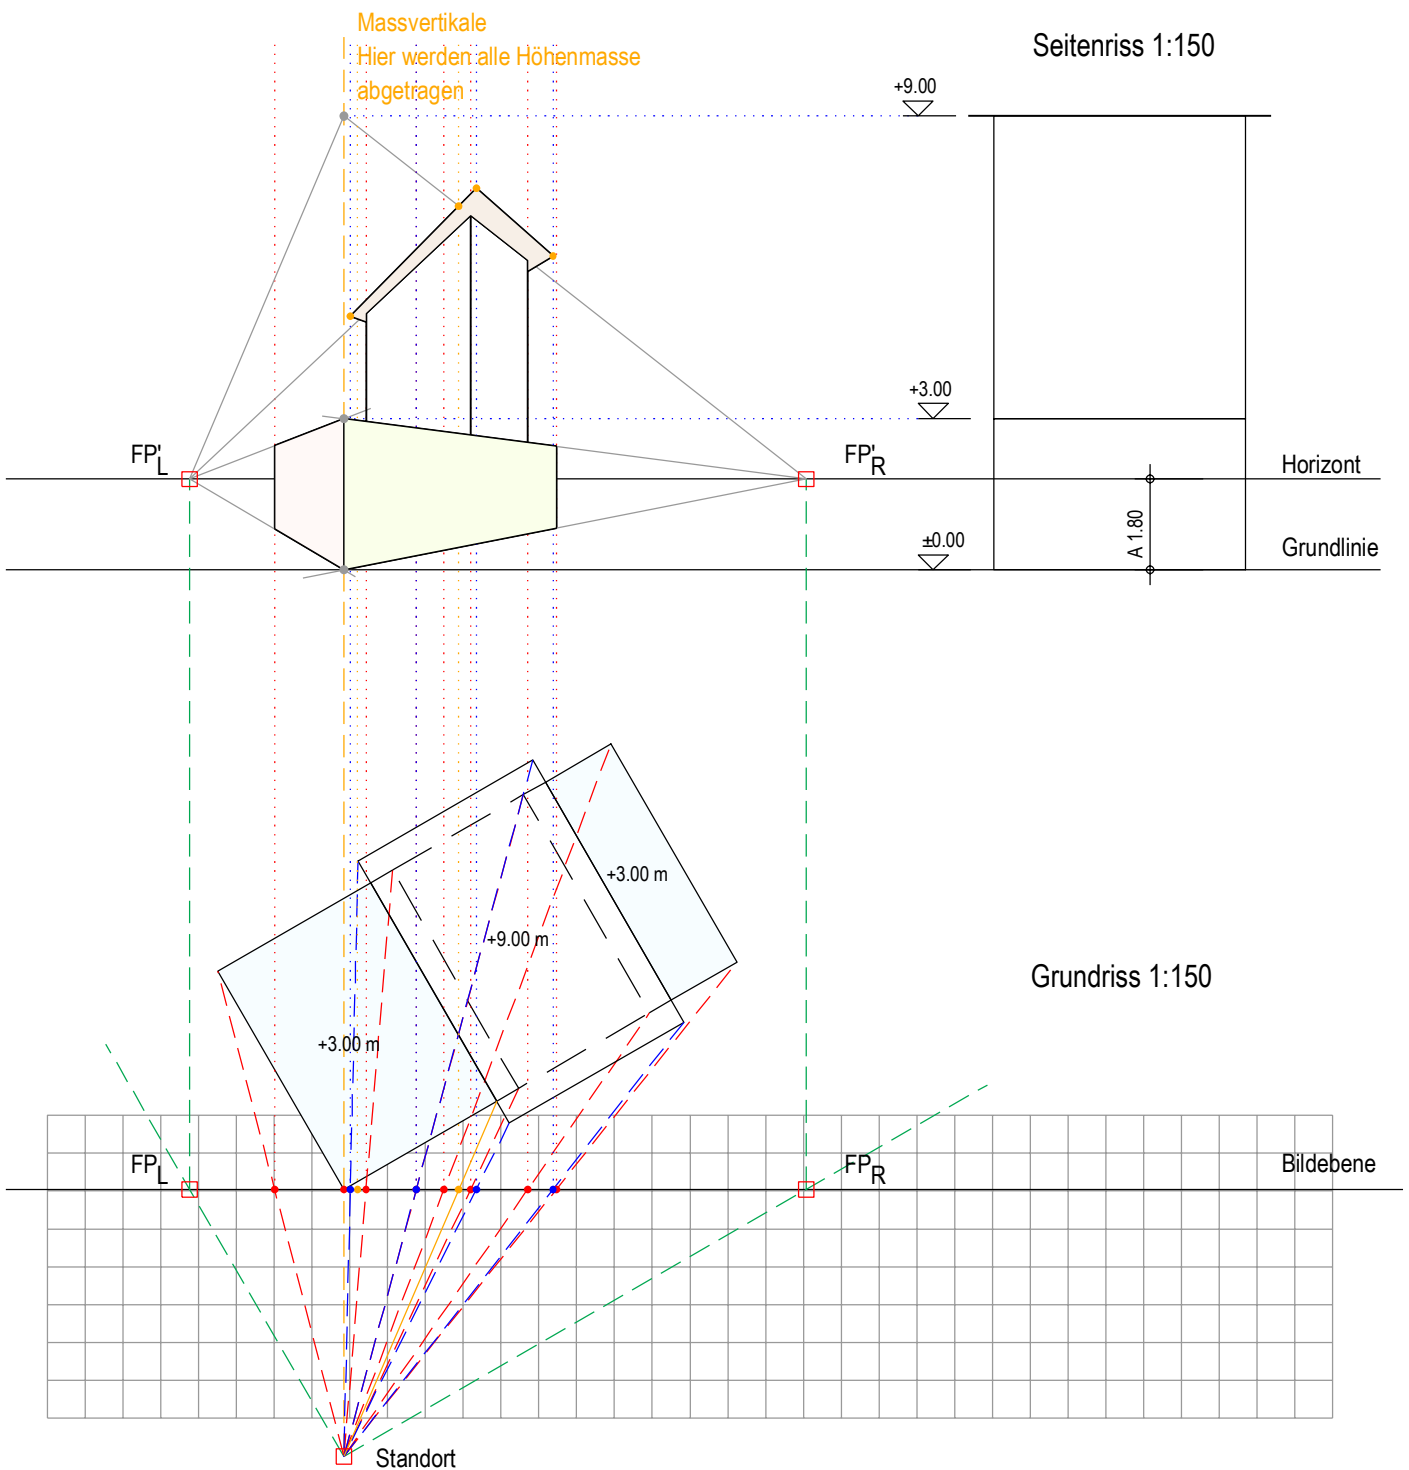 Massvertikale
Hier werden alle Höhenmasse
abgetragen
Seitenriss 1:150
+9.00
+3.00
FP'L
FP'R
Horizont
±0.00
A 1.80
Grundlinie
+3.00 m
+9.00 m
+3.00 m
Grundriss 1:150
FPL
FPR
Bildebene
Standort